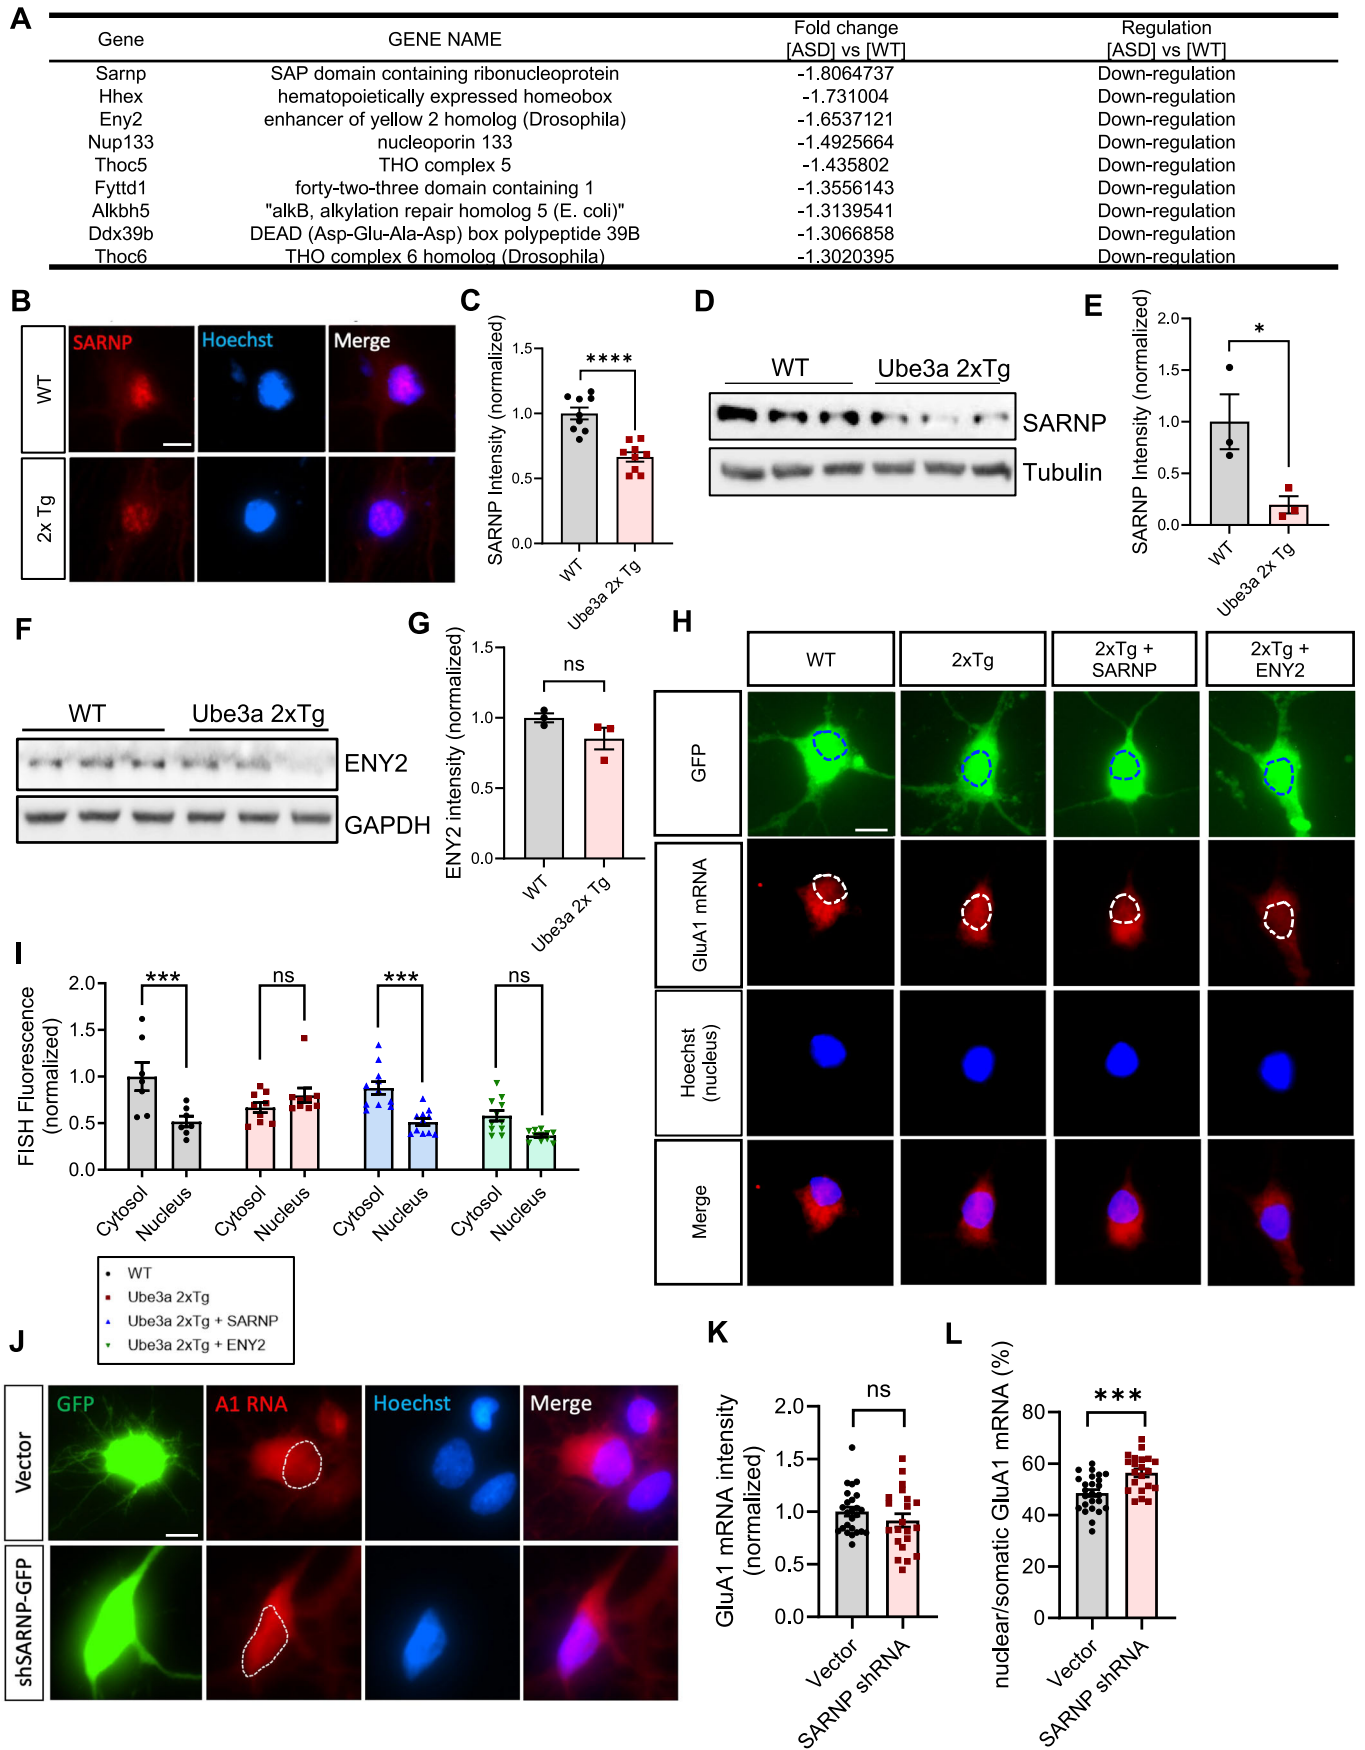 A
Gene GENE NAME Fold change [ASD] vs [WT] Regulation [ASD] vs [WT]
Sarnp SAP domain containing ribonucleoprotein -1.8064737 Down-regulation
Hhex hematopoietically expressed homeobox -1.731004 Down-regulation
Eny2 enhancer of yellow 2 homolog (Drosophila) -1.6537121 Down-regulation
Nup133 nucleoporin 133 -1.4925664 Down-regulation
Thoc5 THO complex 5 -1.435802 Down-regulation
Fyttd1 forty-two-three domain containing 1 -1.3556143 Down-regulation
Alkbh5 "alkB, alkylation repair homolog 5 (E. coli)" -1.3139541 Down-regulation
Ddx39b DEAD (Asp-Glu-Ala-Asp) box polypeptide 39B -1.3066858 Down-regulation
Thoc6 THO complex 6 homolog (Drosophila) -1.3020395 Down-regulation
B
SARNP Hoechst Merge
WT
2x Tg
C
SARNP Intensity (normalized)
1.5
1.0
0.5
0.0
****
WT
Ube3a 2x Tg
D
WT Ube3a 2xTg
SARNP
Tubulin
E
SARNP Intensity (normalized)
2.0
1.5
1.0
0.5
0.0
*
WT
Ube3a 2x Tg
F
WT Ube3a 2xTg
ENY2
GAPDH
G
ENY2 intensity (normalized)
1.5
1.0
0.5
0.0
ns
WT
Ube3a 2x Tg
H
WT 2xTg 2xTg + SARNP 2xTg + ENY2
GFP
GluA1 mRNA
Hoechst (nucleus)
Merge
I
FISH Fluorescence (normalized)
2.0
1.5
1.0
0.5
0.0
*** ns *** ns
Cytosol Nucleus Cytosol Nucleus Cytosol Nucleus Cytosol Nucleus
WT
Ube3a 2xTg
Ube3a 2xTg + SARNP
Ube3a 2xTg + ENY2
J
GFP A1 RNA Hoechst Merge
Vector
shSARNP-GFP
K
GluA1 mRNA intensity (normalized)
2.0
1.5
1.0
0.5
0.0
ns
Vector
SARNP shRNA
L
nuclear/somatic GluA1 mRNA (%)
80
60
40
20
0
***
Vector
SARNP shRNA